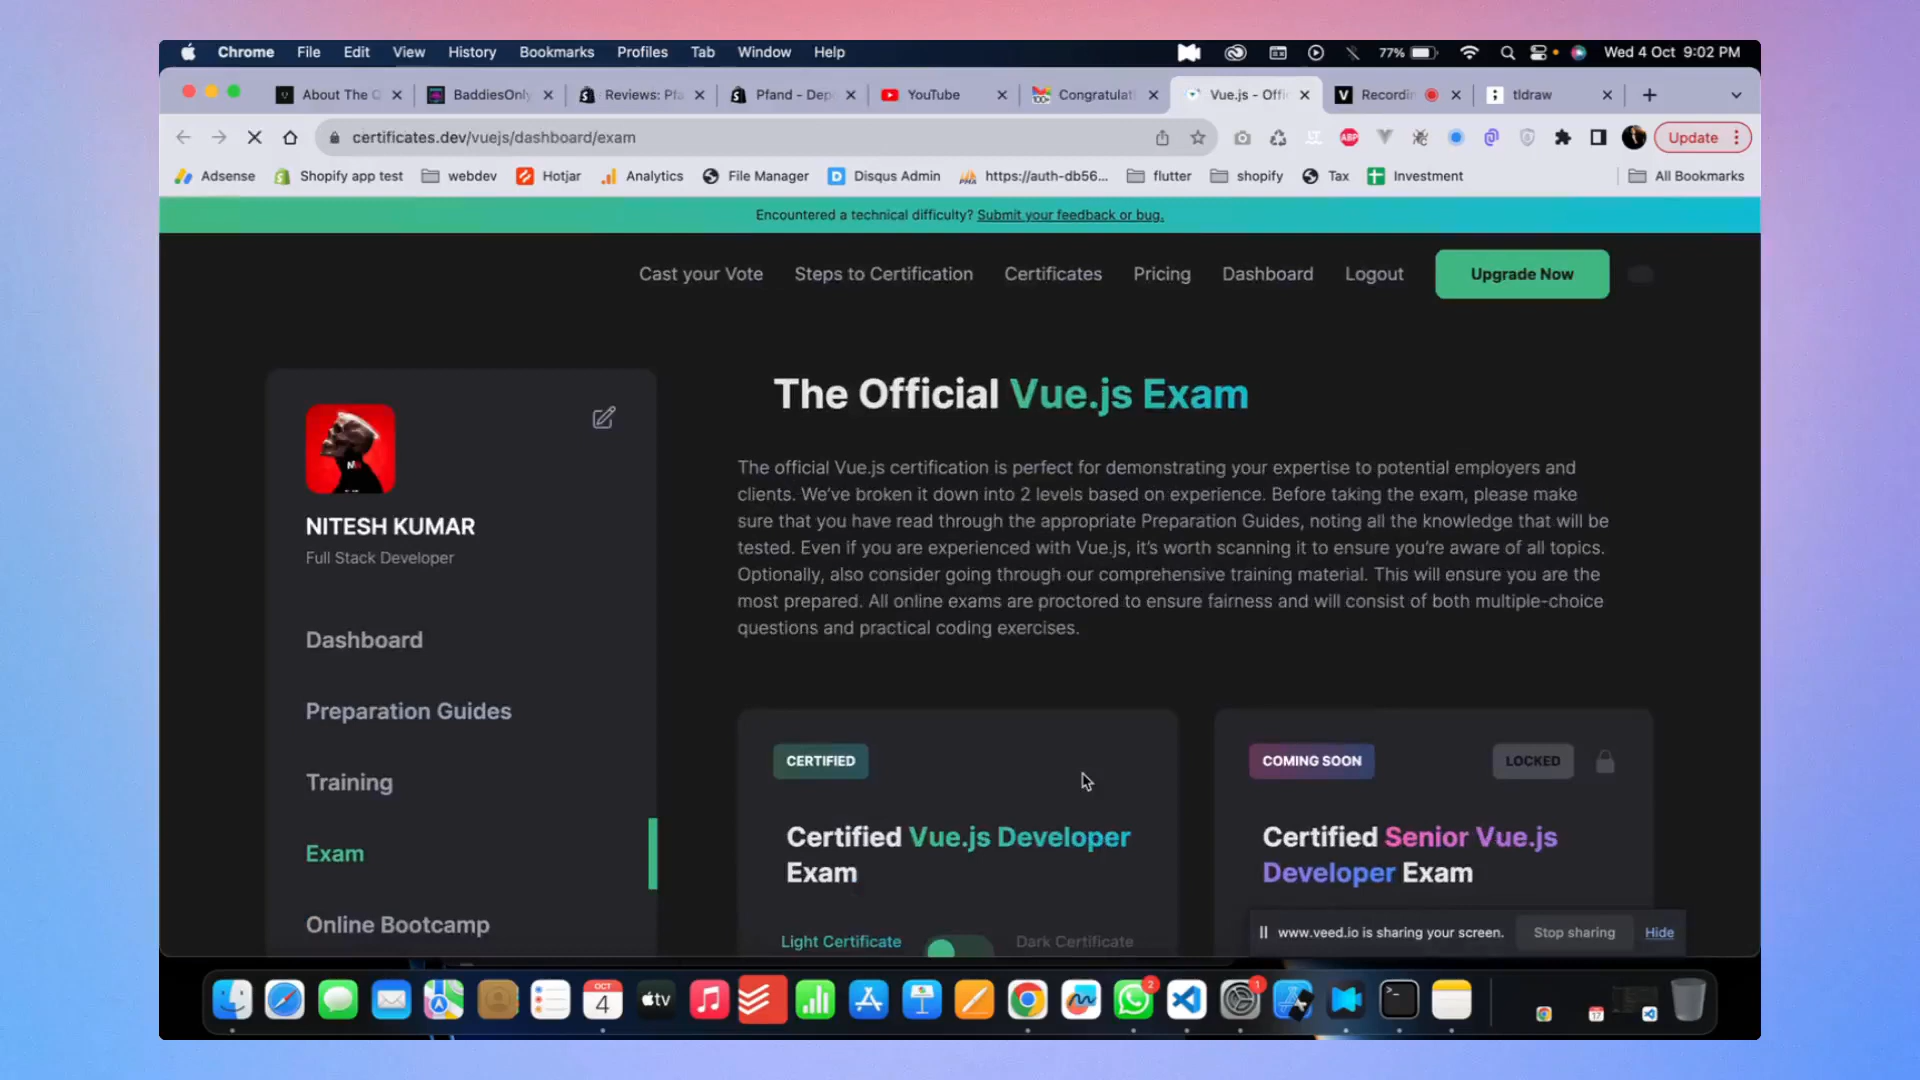 Chrome File Edit View History Bookmarks Profiles Tab Window Help 77% Wed 4 Oct 9:02 PM
About The BaddiesOnly Reviews: Pfa Pfand - Dep YouTube Congratulat Vue.js - Offi Recordin tldraw
certificates.dev/vuejs/dashboard/exam ABP Update
Adsense Shopify app test webdev Hotjar Analytics File Manager Disqus Admin https://auth-db56... flutter shopify Tax Investment All Bookmarks
Encountered a technical difficulty? Submit your feedback or bug.
Cast your Vote Steps to Certification Certificates Pricing Dashboard Logout Upgrade Now
The Official Vue.js Exam
The official Vue.js certification is perfect for demonstrating your expertise to potential employers and
clients. We've broken it down into 2 levels based on experience. Before taking the exam, please make
sure that you have read through the appropriate Preparation Guides, noting all the knowledge that will be
tested. Even if you are experienced with Vue.js, it's worth scanning it to ensure you're aware of all topics.
Optionally, also consider going through our comprehensive training material. This will ensure you are the
most prepared. All online exams are proctored to ensure fairness and will consist of both multiple-choice
questions and practical coding exercises.
NITESH KUMAR
Full Stack Developer
Dashboard
Preparation Guides
Training
Exam
Online Bootcamp
CERTIFIED
Certified Vue.js Developer
Exam
Light Certificate Dark Certificate
COMING SOON LOCKED
Certified Senior Vue.js
Developer Exam
www.veed.io is sharing your screen. Stop sharing Hide
OCT
4
tv
2
1
17